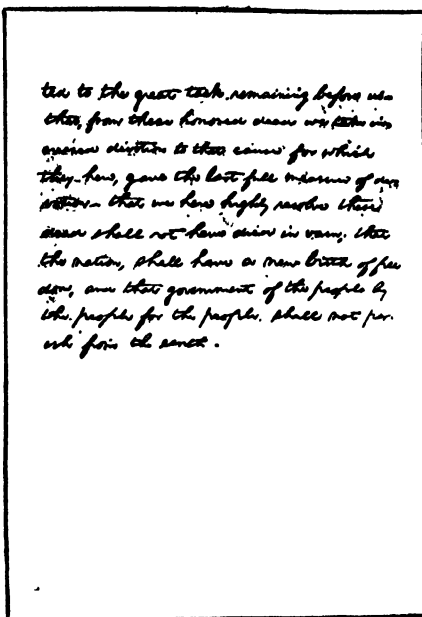 ted to the great task remaining before us—
that, from these honored dead we take in-
creased devotion to that cause for which
they here, gave the last full measure of dev-
otion— that we here highly resolve these
dead shall not have died in vain; that
the nation, shall have a new birth of free-
dom, and that government of the people by
the people for the people, shall not per-
ish from the earth.